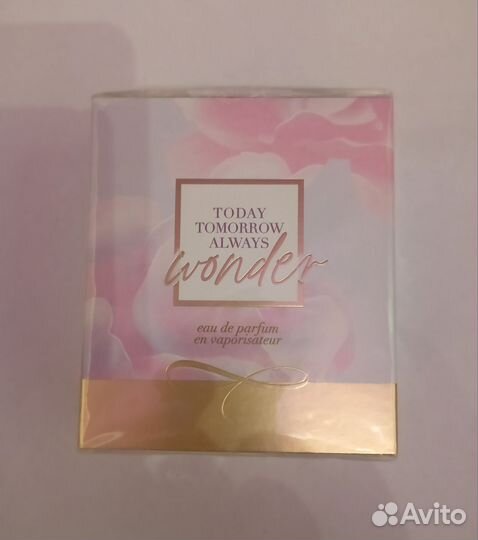 TODAY
TOMORROW
ALWAYS
wonder
eau de parfum
en vaporisateur
Avito